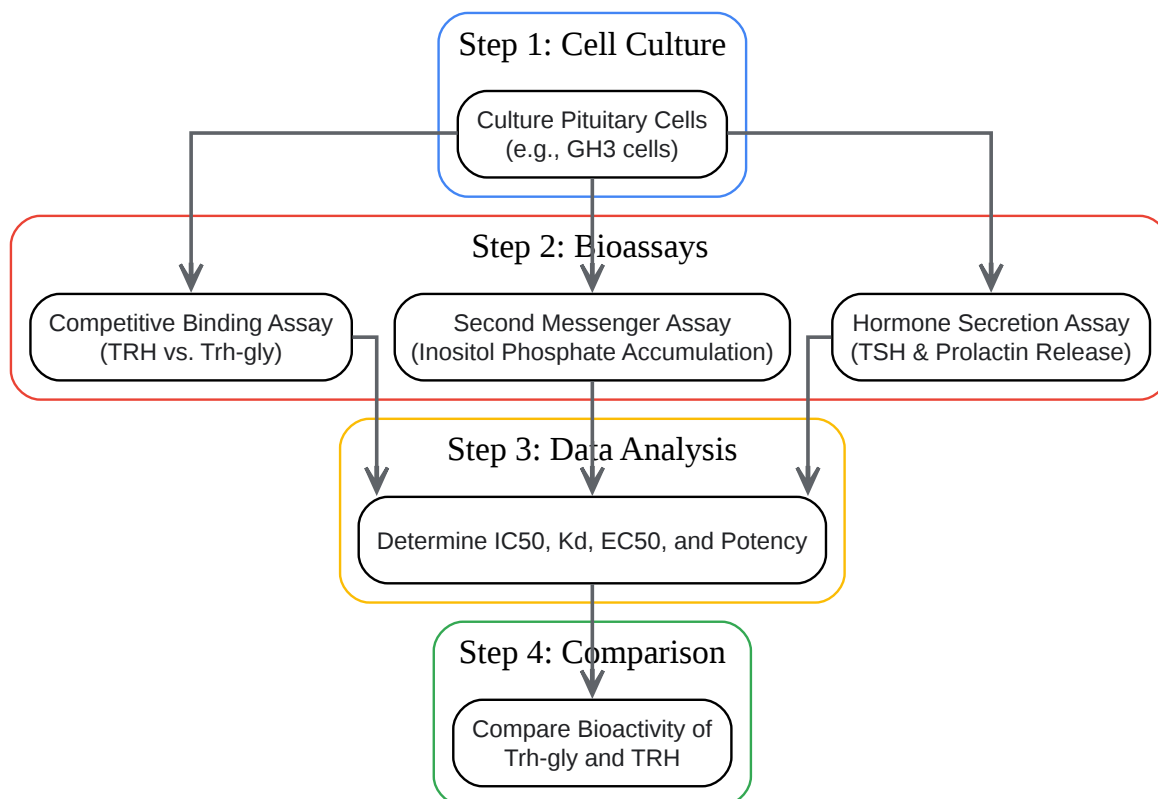 Step 1: Cell Culture
Culture Pituitary Cells
(e.g., GH3 cells)
Step 2: Bioassays
Competitive Binding Assay
(TRH vs. Trh-gly)
Second Messenger Assay
(Inositol Phosphate Accumulation)
Hormone Secretion Assay
(TSH & Prolactin Release)
Step 3: Data Analysis
Determine IC50, Kd, EC50, and Potency
Step 4: Comparison
Compare Bioactivity of
Trh-gly and TRH